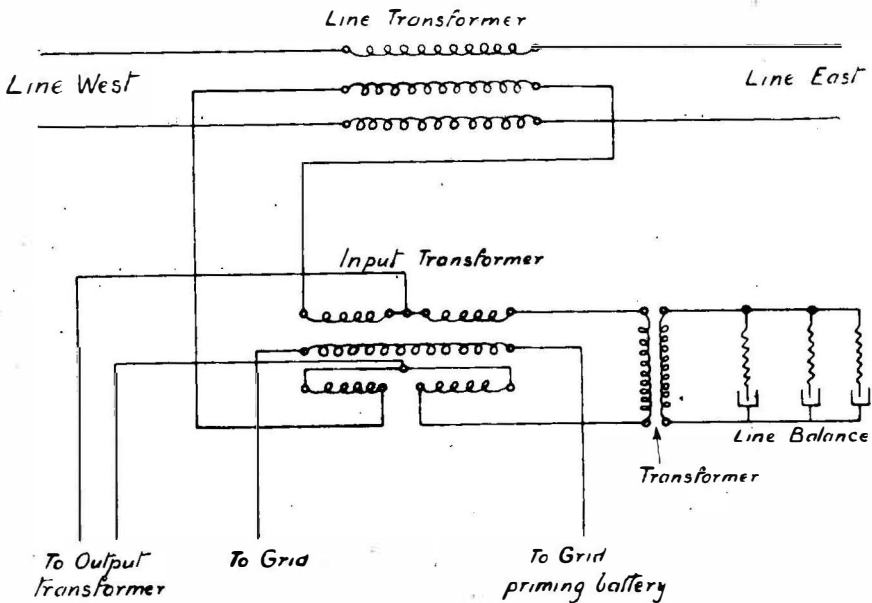 Line Transformer
Line West
Line East
Input Transformer
Line Balance
Transformer
To Output
transformer
To Grid
To Grid
priming battery